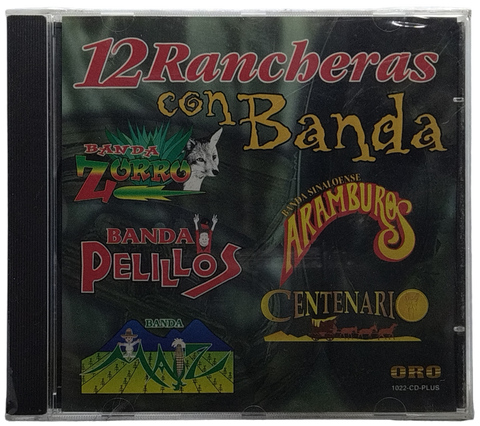 12 Rancheras
con Banda
BANDA
ZORRO
BANDA SINALOENSE
ARAMBUROS
BANDA
PELILLOS
CENTENARIO
BANDA
MAIZ
ORO
1022-CD-PLUS